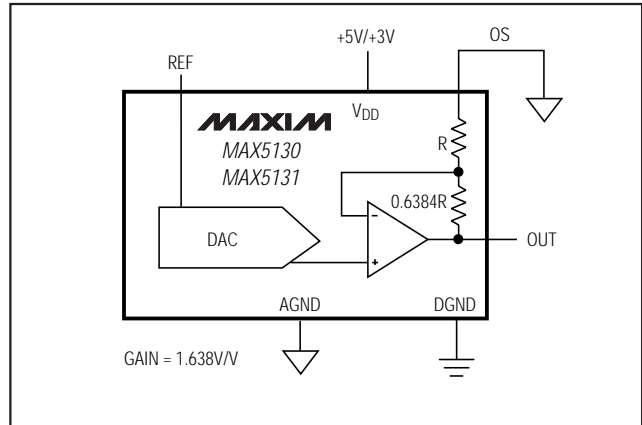 +5V/+3V
OS
REF
MAXIM
VDD
MAX5130
MAX5131
R
0.6384R
DAC
-
+
OUT
AGND
DGND
GAIN = 1.638V/V